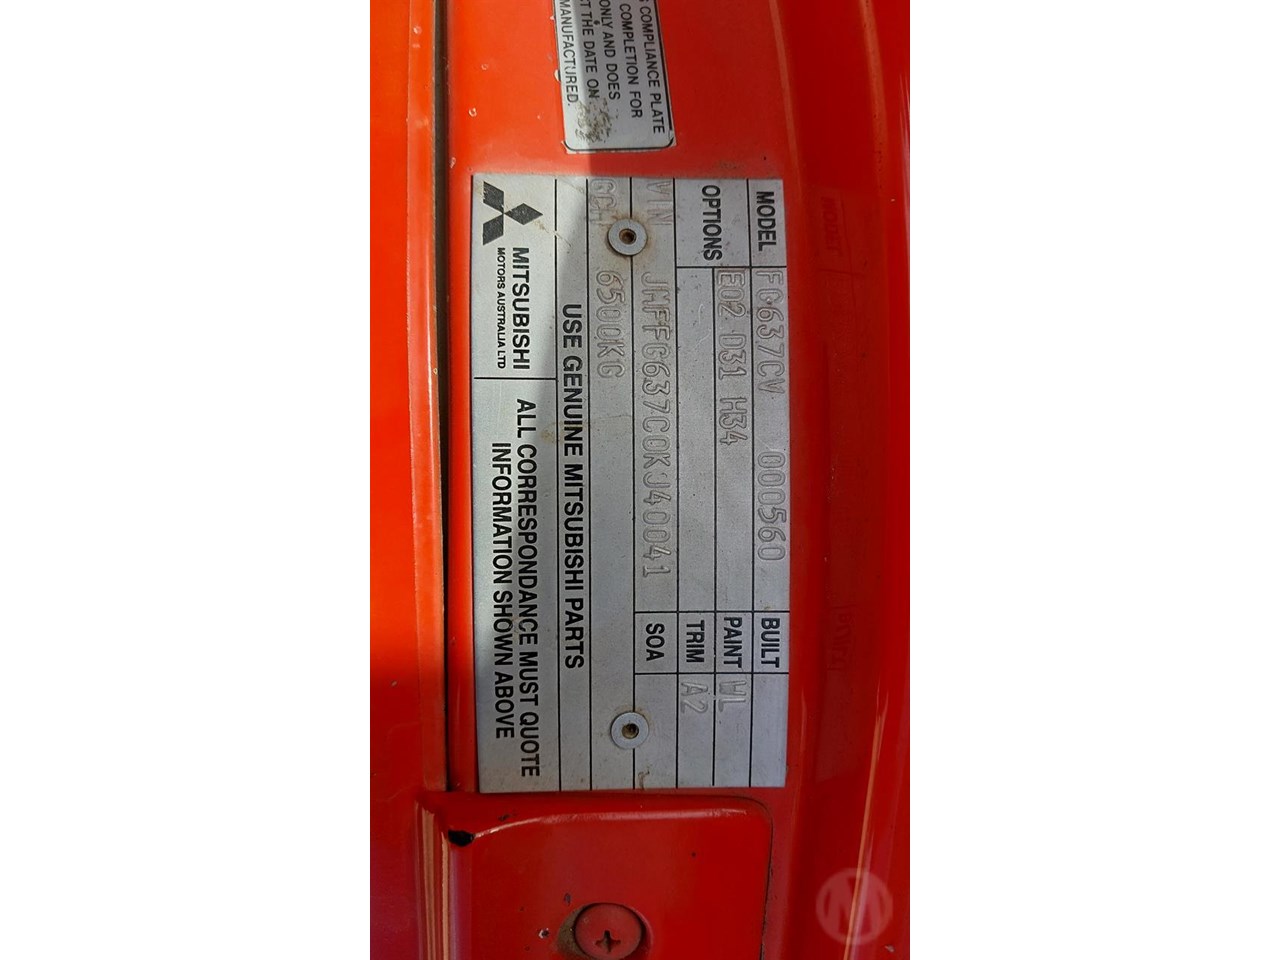 G COMPLIANCE PLATE
COMPLETION FOR
ONLY AND DOES
CT THE DATE ON
MANUFACTURED.
MODEL FG637CV 000560 BUILT
OPTIONS E02 D31 H34 PAINT WL
TRIM A2
VIN JMFFG637C0KJ40041 SOA
GCM 6500KG
USE GENUINE MITSUBISHI PARTS
MITSUBISHI
MOTORS AUSTRALIA LTD
ALL CORRESPONDANCE MUST QUOTE
INFORMATION SHOWN ABOVE
M